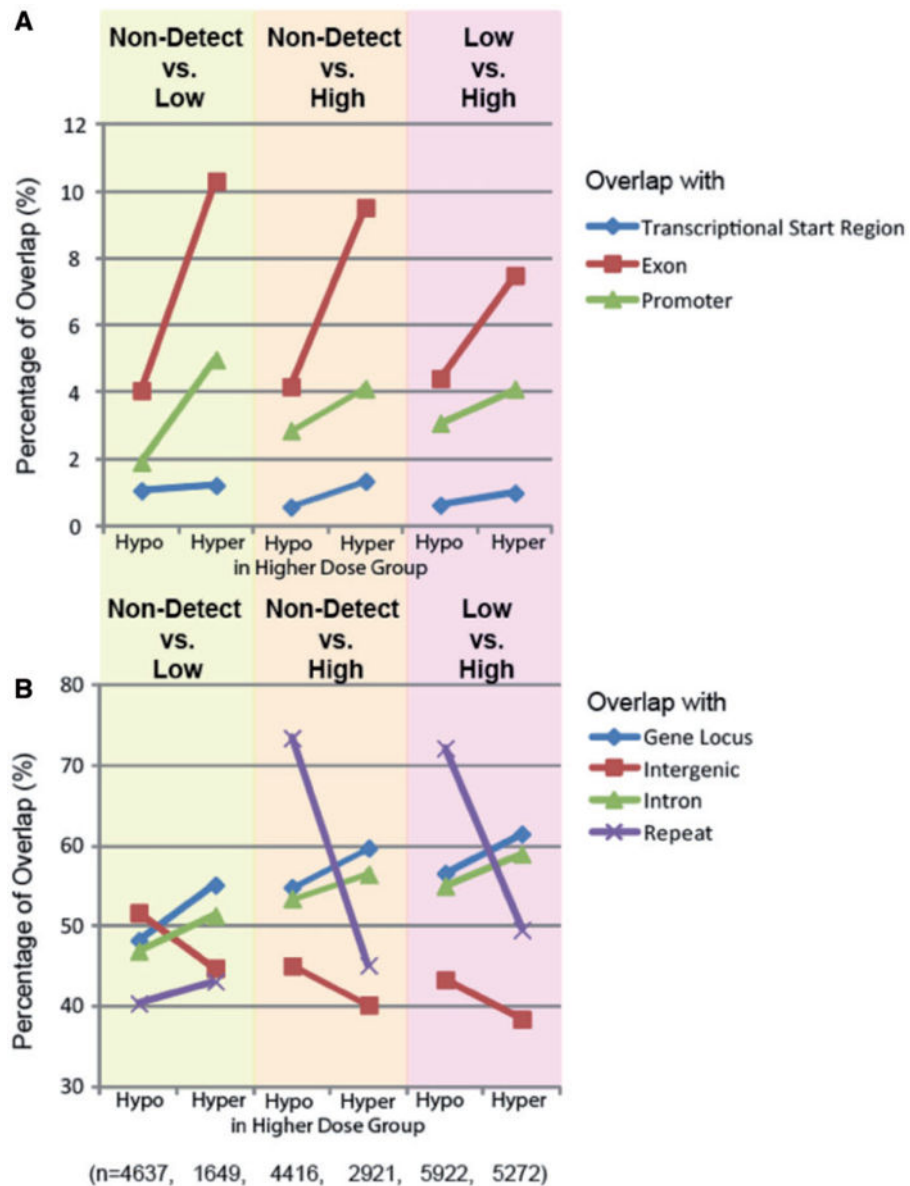 A
Non-Detect
vs.
Low
Non-Detect
vs.
High
Low
vs.
High
Percentage of Overlap (%)
12
10
8
6
4
2
0
Hypo Hyper Hypo Hyper Hypo Hyper
in Higher Dose Group
Overlap with
Transcriptional Start Region
Exon
Promoter
B
Non-Detect
vs.
Low
Non-Detect
vs.
High
Low
vs.
High
Percentage of Overlap (%)
80
70
60
50
40
30
Hypo Hyper Hypo Hyper Hypo Hyper
in Higher Dose Group
(n=4637, 1649, 4416, 2921, 5922, 5272)
Overlap with
Gene Locus
Intergenic
Intron
Repeat